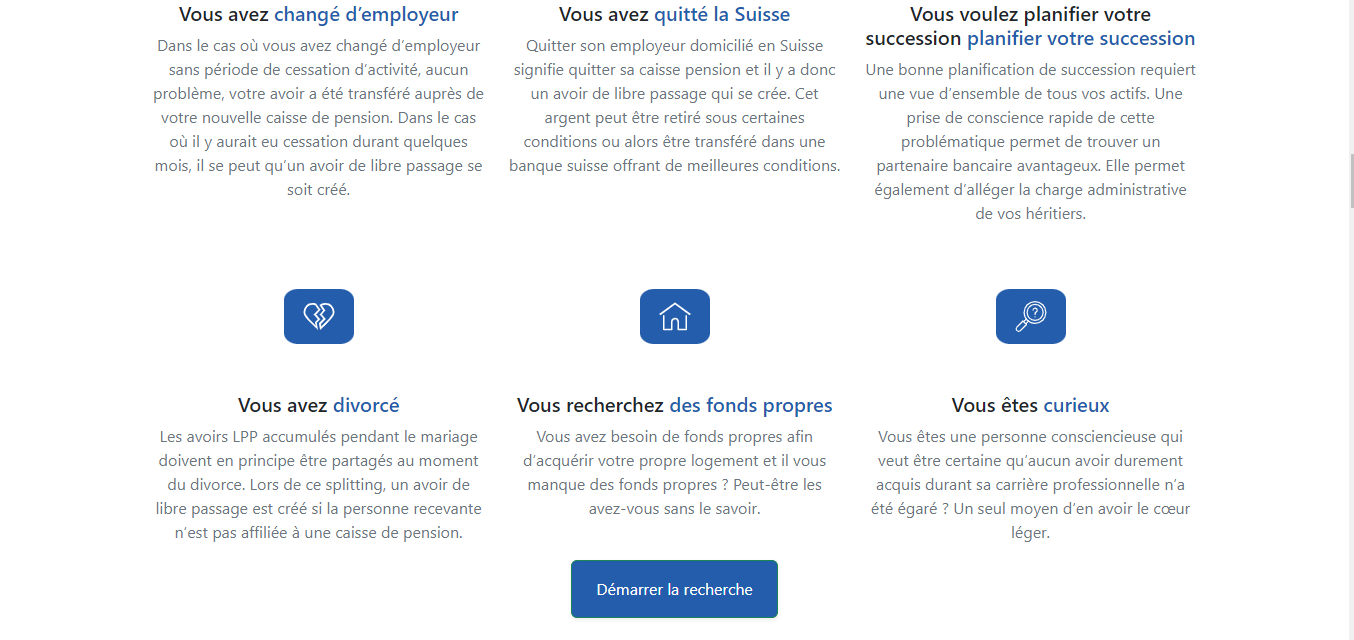 Vous avez changé d’employeur
Dans le cas où vous avez changé d’employeur
sans période de cessation d’activité, aucun
problème, votre avoir a été transféré auprès de
votre nouvelle caisse de pension. Dans le cas
où il y aurait eu cessation durant quelques
mois, il se peut qu’un avoir de libre passage se
soit créé.
Vous avez quitté la Suisse
Quitter son employeur domicilié en Suisse
signifie quitter sa caisse pension et il y a donc
un avoir de libre passage qui se crée. Cet
argent peut être retiré sous certaines
conditions ou alors être transféré dans une
banque suisse offrant de meilleures conditions.
Vous voulez planifier votre
succession planifier votre succession
Une bonne planification de succession requiert
une vue d’ensemble de tous vos actifs. Une
prise de conscience rapide de cette
problématique permet de trouver un
partenaire bancaire avantageux. Elle permet
également d’alléger la charge administrative
de vos héritiers.
Vous avez divorcé
Les avoirs LPP accumulés pendant le mariage
doivent en principe être partagés au moment
du divorce. Lors de ce splitting, un avoir de
libre passage est créé si la personne recevante
n’est pas affiliée à une caisse de pension.
Vous recherchez des fonds propres
Vous avez besoin de fonds propres afin
d’acquérir votre propre logement et il vous
manque des fonds propres ? Peut-être les
avez-vous sans le savoir.
?
Vous êtes curieux
Vous êtes une personne consciencieuse qui
veut être certaine qu’aucun avoir durement
acquis durant sa carrière professionnelle n’a
été égaré ? Un seul moyen d’en avoir le cœur
léger.
Démarrer la recherche